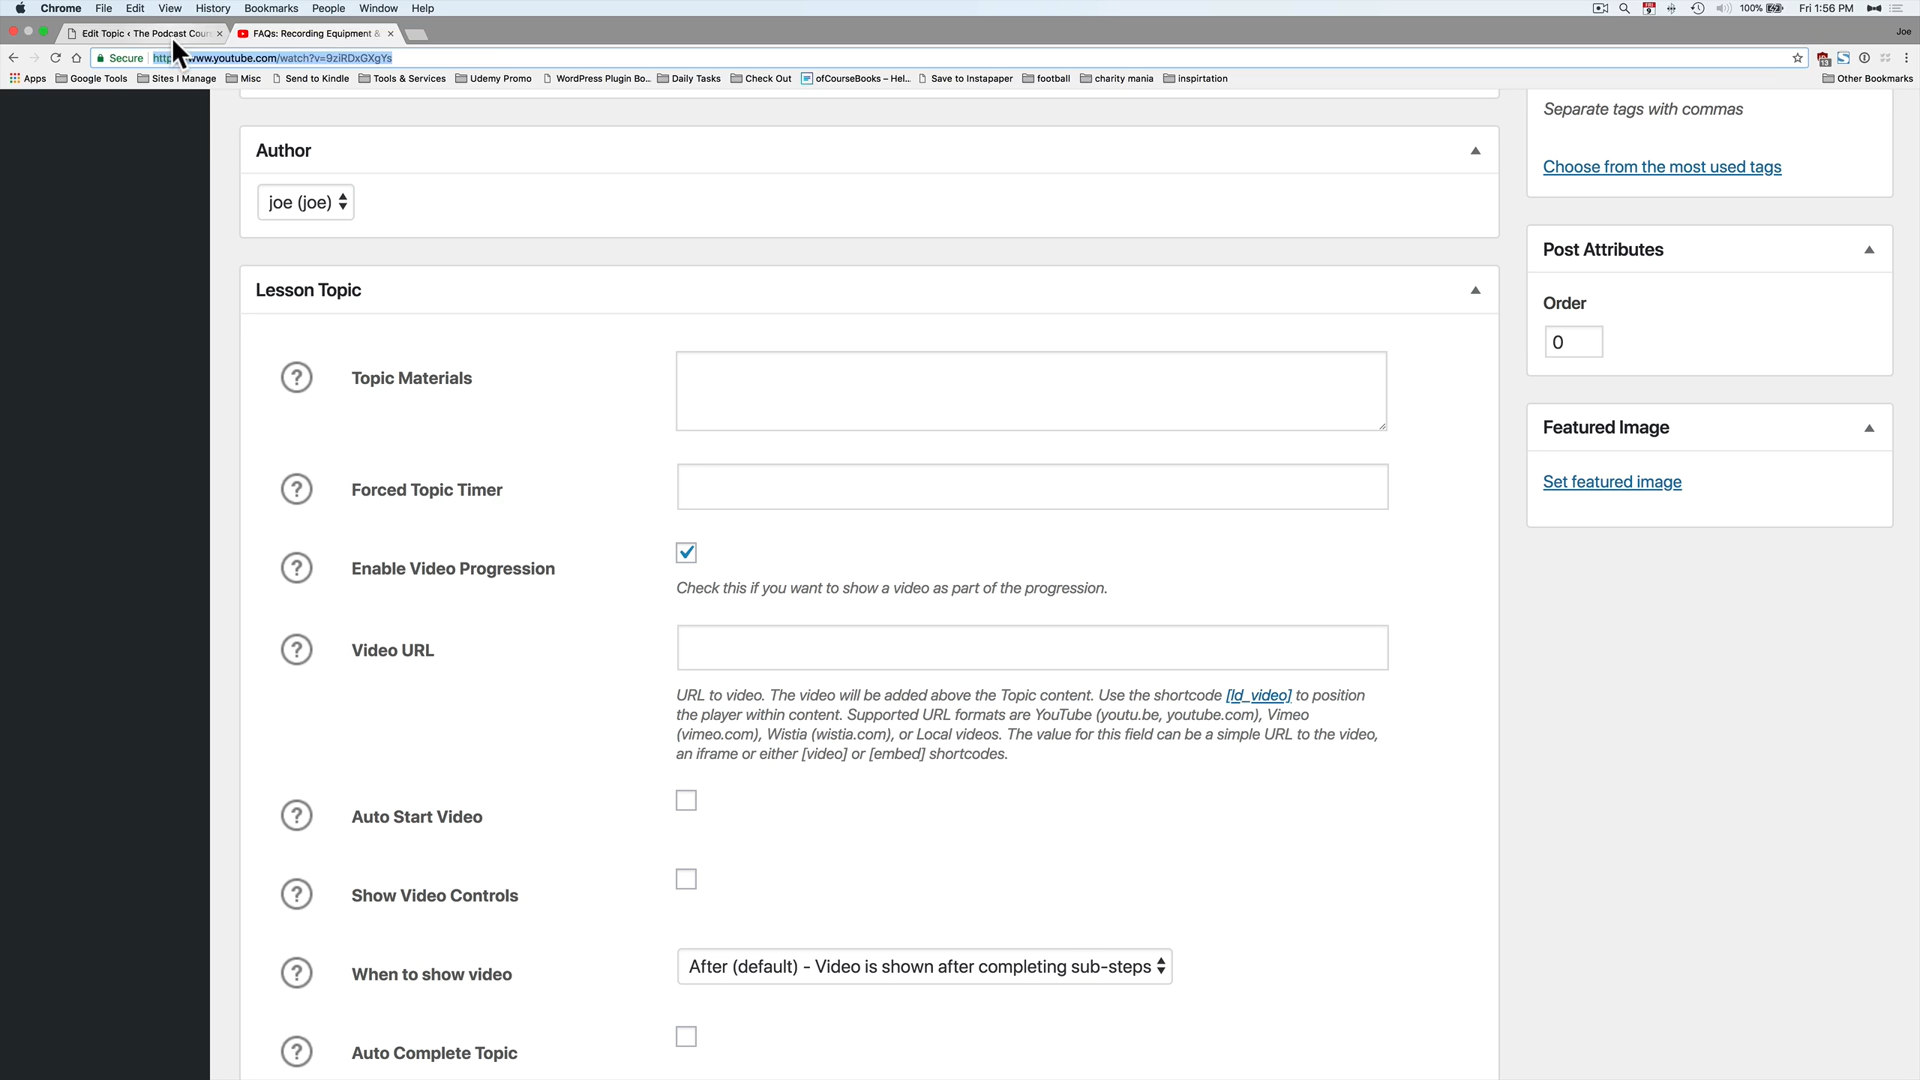 Chrome File Edit View History Bookmarks People Window Help 100% Fri 1:56 PM
Edit Topic ‹ The Podcast Cour × FAQs: Recording Equipment & × Joe
Secure http www.youtube.com/watch?v=9ziRDxGXgYs 13
Apps Google Tools Sites I Manage Misc Send to Kindle Tools & Services Udemy Promo WordPress Plugin Bo... Daily Tasks Check Out ofCourseBooks – Hel... Save to Instapaper football charity mania inspirtation Other Bookmarks
Separate tags with commas
Choose from the most used tags
Author
joe (joe)
Post Attributes
Order
0
Lesson Topic
? Topic Materials
Featured Image
Set featured image
? Forced Topic Timer
? Enable Video Progression
Check this if you want to show a video as part of the progression.
? Video URL
URL to video. The video will be added above the Topic content. Use the shortcode [ld_video] to position
the player within content. Supported URL formats are YouTube (youtu.be, youtube.com), Vimeo
(vimeo.com), Wistia (wistia.com), or Local videos. The value for this field can be a simple URL to the video,
an iframe or either [video] or [embed] shortcodes.
? Auto Start Video
? Show Video Controls
? When to show video After (default) - Video is shown after completing sub-steps
? Auto Complete Topic